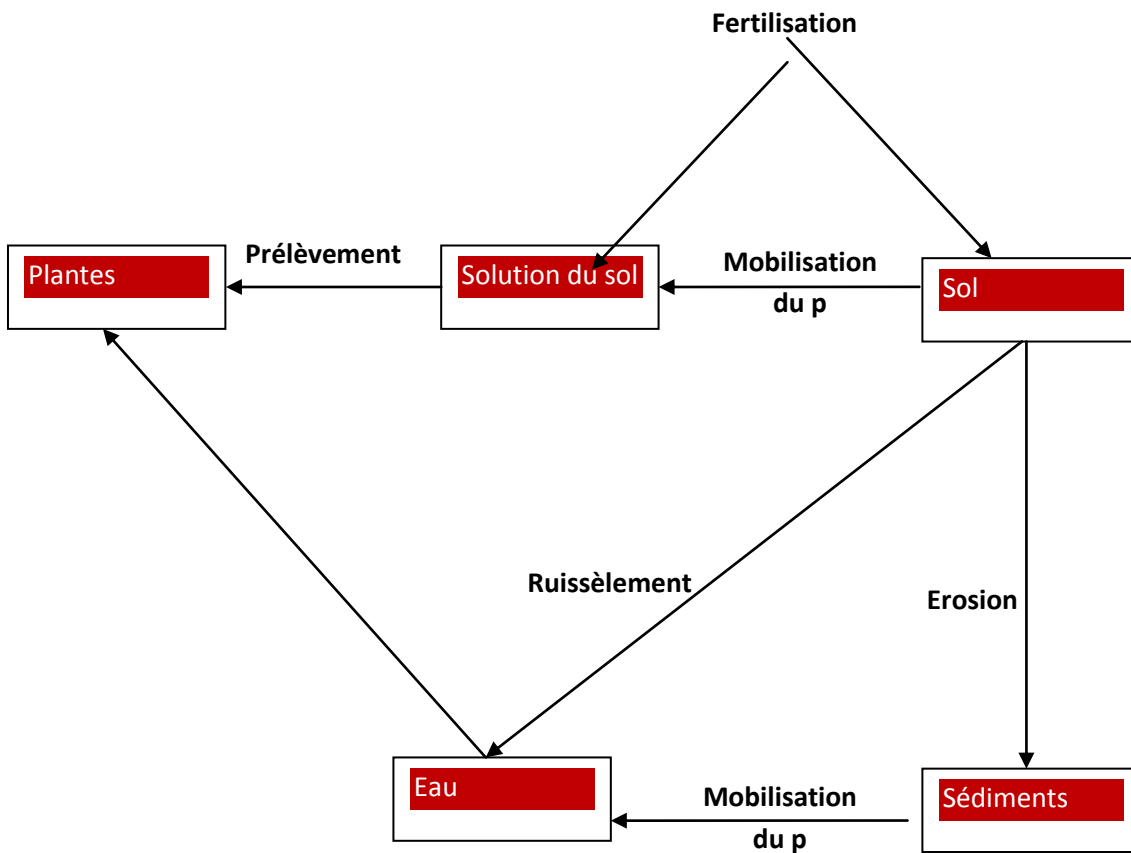 Fertilisation
Prélèvement
Mobilisation
du p
Plantes
Solution du sol
Sol
Ruissèlement
Erosion
Eau
Mobilisation
du p
Sédiments